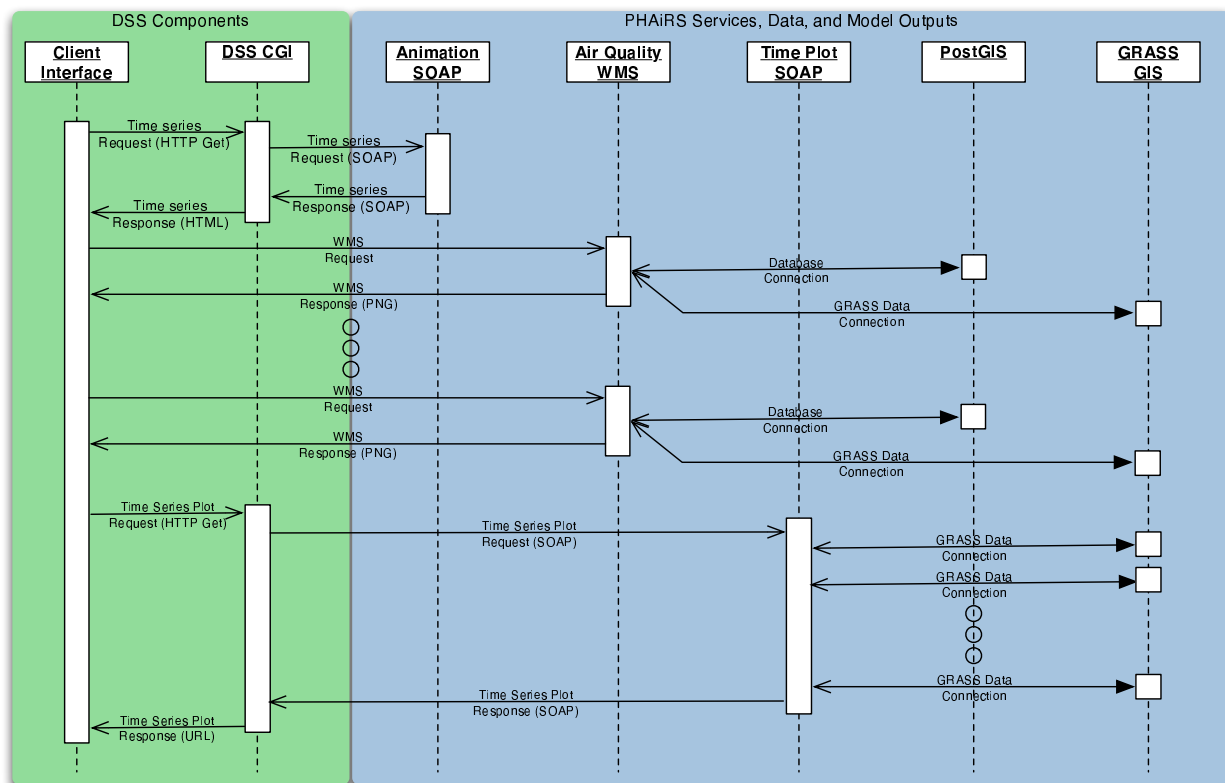 DSS Components
PHAiRS Services, Data, and Model Outputs
Client
Interface
DSS CGI
Animation
SOAP
Air Quality
WMS
Time Plot
SOAP
PostGIS
GRASS
GIS
Time series
Request (HTTP Get)
Time series
Request (SOAP)
Time series
Response (SOAP)
Time series
Response (HTML)
WMS
Request
Database
Connection
WMS
Response (PNG)
GRASS Data
Connection
WMS
Request
Database
Connection
WMS
Response (PNG)
GRASS Data
Connection
Time Series Plot
Request (HTTP Get)
Time Series Plot
Request (SOAP)
GRASS Data
Connection
GRASS Data
Connection
GRASS Data
Connection
Time Series Plot
Response (SOAP)
Time Series Plot
Response (URL)